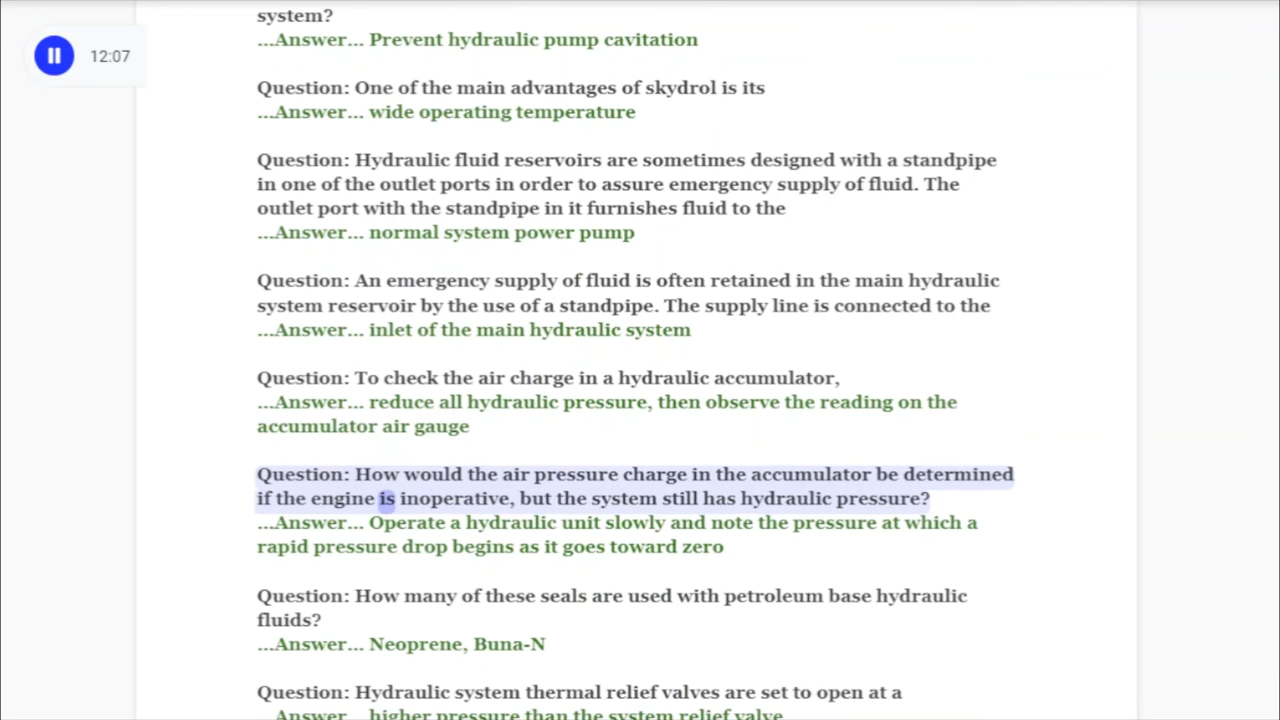 system?
12:07
...Answer... Prevent hydraulic pump cavitation
Question: One of the main advantages of skydrol is its
...Answer... wide operating temperature
Question: Hydraulic fluid reservoirs are sometimes designed with a standpipe
in one of the outlet ports in order to assure emergency supply of fluid. The
outlet port with the standpipe in it furnishes fluid to the
...Answer... normal system power pump
Question: An emergency supply of fluid is often retained in the main hydraulic
system reservoir by the use of a standpipe. The supply line is connected to the
...Answer... inlet of the main hydraulic system
Question: To check the air charge in a hydraulic accumulator,
...Answer... reduce all hydraulic pressure, then observe the reading on the
accumulator air gauge
Question: How would the air pressure charge in the accumulator be determined
if the engine is inoperative, but the system still has hydraulic pressure?
...Answer... Operate a hydraulic unit slowly and note the pressure at which a
rapid pressure drop begins as it goes toward zero
Question: How many of these seals are used with petroleum base hydraulic
fluids?
...Answer... Neoprene, Buna-N
Question: Hydraulic system thermal relief valves are set to open at a
...Answer... higher pressure than the system relief valve